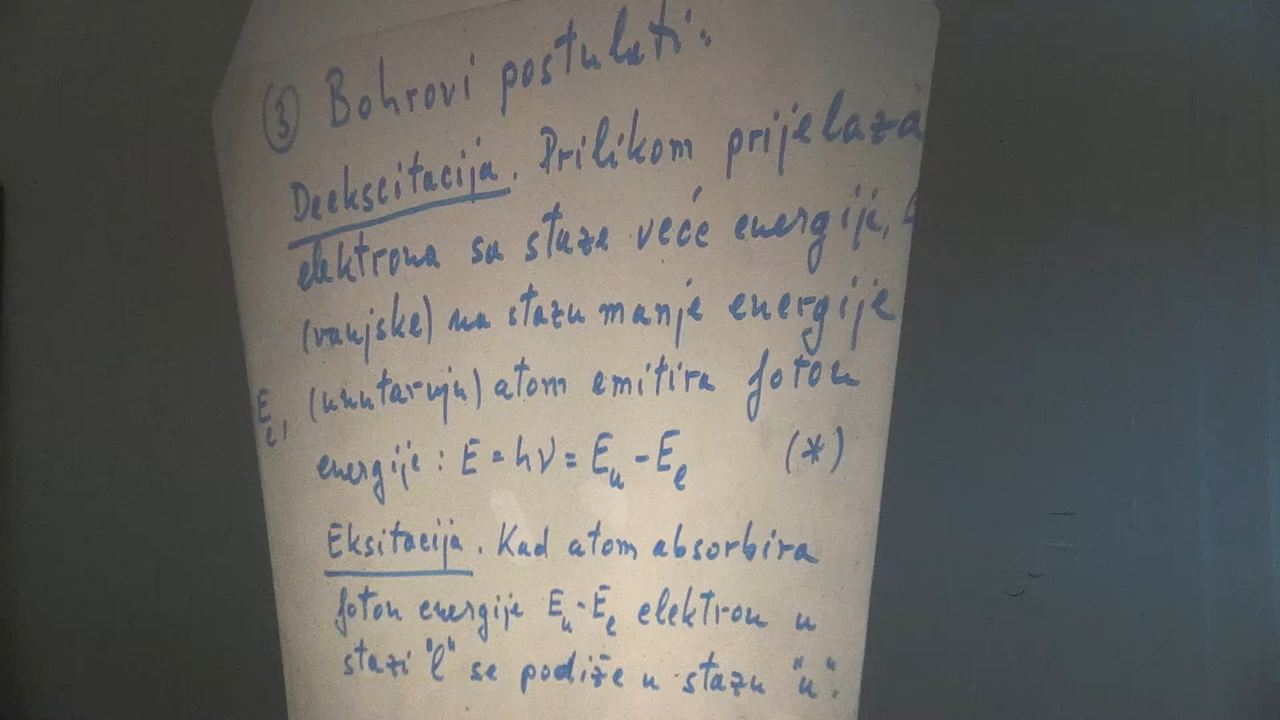 ③ Bohrovi postulati:
Deekscitacija. Prilikom prijelaza
elektrona sa staze veće energije,
(vanjske) na stazu manje energije
E_l, (unutarnju) atom emitira foton
energije: E = hν = E_u - E_l (*)
Eksitacija. Kad atom absorbira
foton energije E_u - E_l elektron u
stazi "l" se podiže u stazu "u".